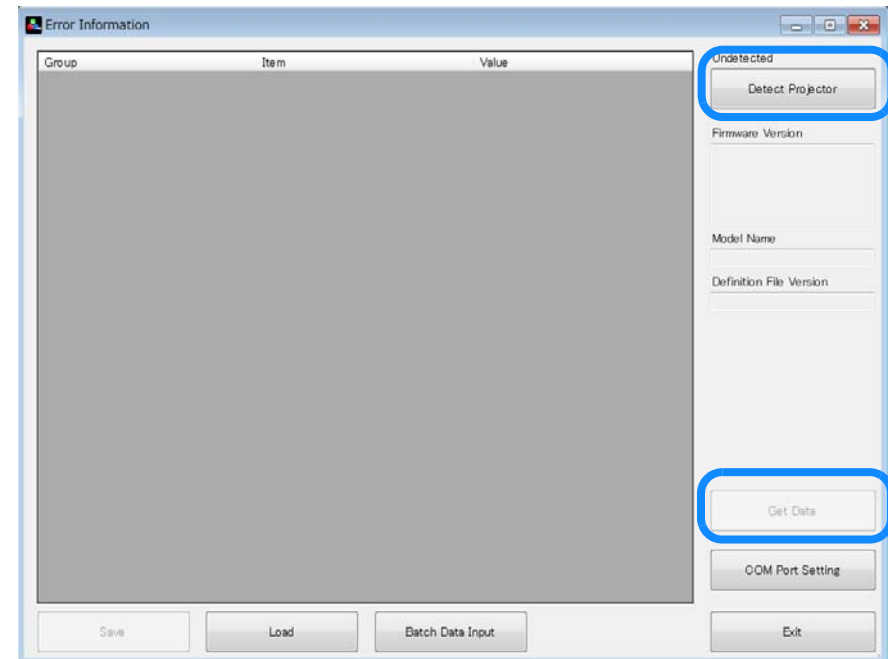 Error Information
Group Item Value
Undetected
Detect Projector
Firmware Version
Model Name
Definition File Version
Get Data
COM Port Setting
Save Load Batch Data Input Exit